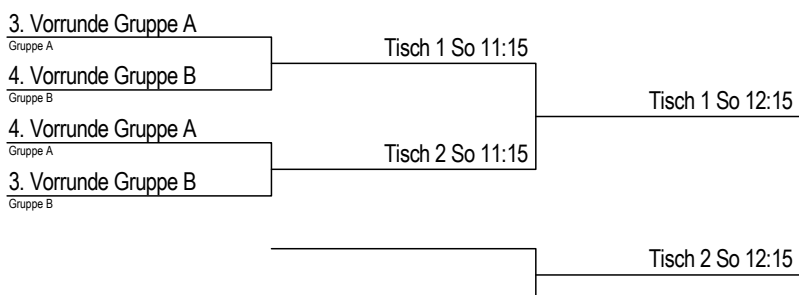 3. Vorrunde Gruppe A
Gruppe A
Tisch 1 So 11:15
4. Vorrunde Gruppe B
Gruppe B
Tisch 1 So 12:15
4. Vorrunde Gruppe A
Gruppe A
Tisch 2 So 11:15
3. Vorrunde Gruppe B
Gruppe B
Tisch 2 So 12:15